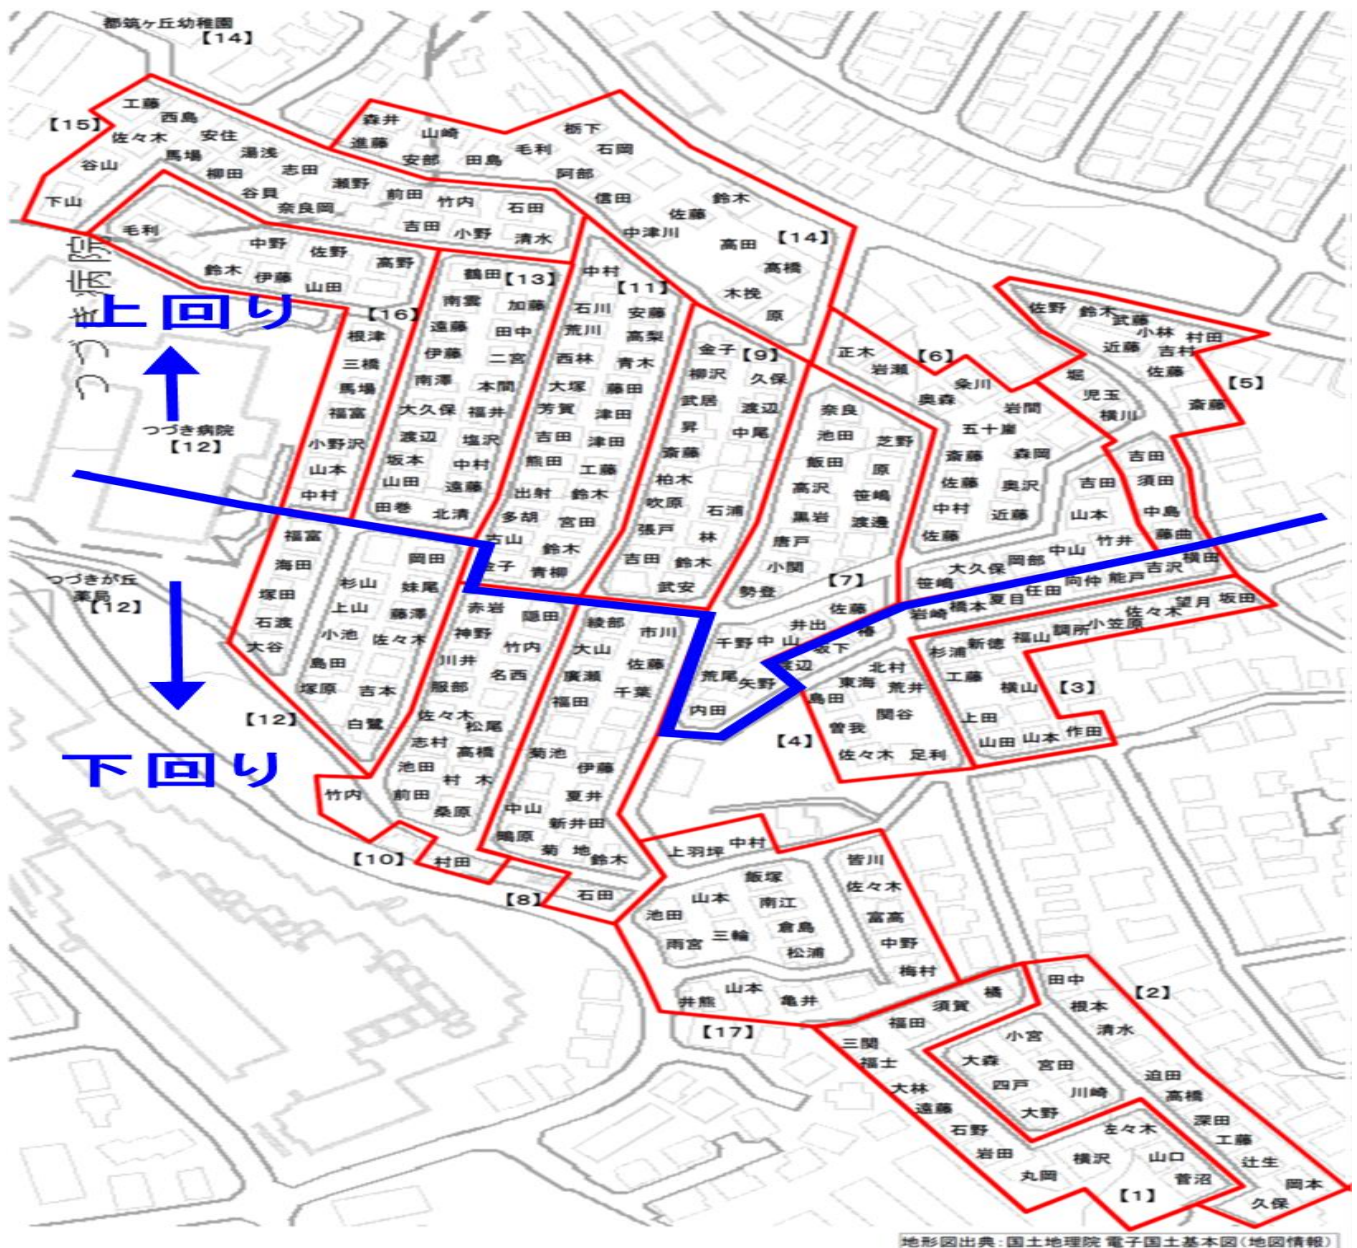 都筑ヶ丘幼稚園
【14】
工藤
西島
【15】
佐々木
安住
馬場
湯浅
谷山
柳田
志田
瀬野
下山
谷貝
奈良岡
前田
竹内
石田
吉田
小野
清水
森井
進藤
山崎
安部
田島
毛利
栃下
石岡
阿部
信田
鈴木
佐藤
中津川
高田
【14】
高橋
木挽
原
毛利
中野
佐野
高野
鈴木
伊藤
山田
【16】
根津
三橋
馬場
福富
小野沢
山本
中村
上回り
つづき病院
【12】
鶴田
【13】
南雲
加藤
遠藤
田中
伊藤
二宮
南澤
本間
大久保
福井
渡辺
塩沢
坂本
中村
山田
遠藤
田巻
北清
中村
【11】
石川
安藤
荒川
高梨
西林
青木
大塚
藤田
芳賀
津田
吉田
津田
熊田
工藤
出射
鈴木
多胡
宮田
古山
鈴木
金子
青柳
金子
【9】
柳沢
久保
武居
渡辺
昇
中尾
斎藤
柏木
吹原
石浦
張戸
林
吉田
鈴木
武安
奈良
池田
芝野
飯田
原
高沢
笹嶋
黒岩
渡邊
唐戸
小関
【7】
勢登
佐藤
井出
椿
千野
中山
坂下
荒尾
矢野
渡辺
内田
正木
【6】
岩瀬
粂川
奥森
岩間
五十嵐
斎藤
森岡
佐藤
奥沢
中村
近藤
佐藤
佐野
鈴木
武藤
小林
村田
近藤
吉村
堀
佐藤
【5】
児玉
斎藤
横川
吉田
吉田
須田
山本
中島
竹井
藤曲
中山
岡部
大久保
笹嶋
横田
吉沢
能戸
向仲
任田
夏目
橋本
岩崎
坂田
望月
佐々木
小笠原
調所
福山
新徳
杉浦
工藤
横山
【3】
上田
山田
山本
作田
北村
東海
荒井
島田
関谷
曽我
【4】
佐々木
足利
つづきが丘
薬局
【12】
下回り
福富
海田
塚田
石渡
大谷
岡田
杉山
妹尾
上山
藤澤
小池
佐々木
島田
塚原
吉本
【12】
白鷺
赤岩
隠田
神野
竹内
川井
名西
服部
佐々木
松尾
志村
高橋
池田
村木
前田
桑原
竹内
【10】
村田
綾部
市川
大山
佐藤
廣瀬
千葉
福田
菊池
伊藤
夏井
中山
新井田
鴫原
菊地
鈴木
【8】
石田
上羽坪
中村
皆川
飯塚
佐々木
山本
南江
池田
富高
倉島
雨宮
三輪
中野
松浦
梅村
山本
井熊
亀井
【17】
橘
須賀
福田
三関
福士
大林
遠藤
石野
岩田
丸岡
小宮
大森
宮田
四戸
川崎
大野
佐々木
横沢
山口
菅沼
【1】
田中
【2】
根本
清水
迫田
高橋
深田
工藤
辻生
岡本
久保
地形図出典:国土地理院 電子国土基本図(地図情報)